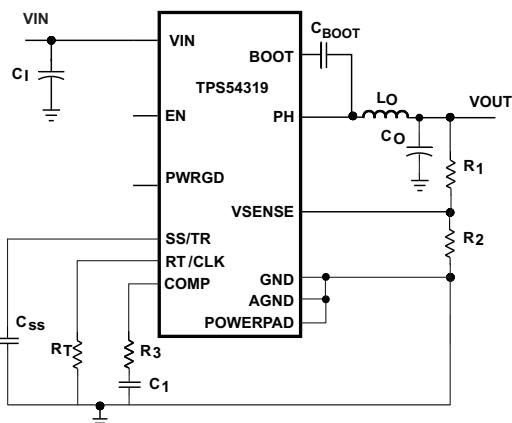 VIN
VIN
CBOOT
BOOT
CI
TPS54319
LO
VOUT
EN
PH
CO
R1
PWRGD
VSENSE
R2
SS/TR
RT/CLK
GND
COMP
AGND
POWERPAD
Css
RT
R3
C1